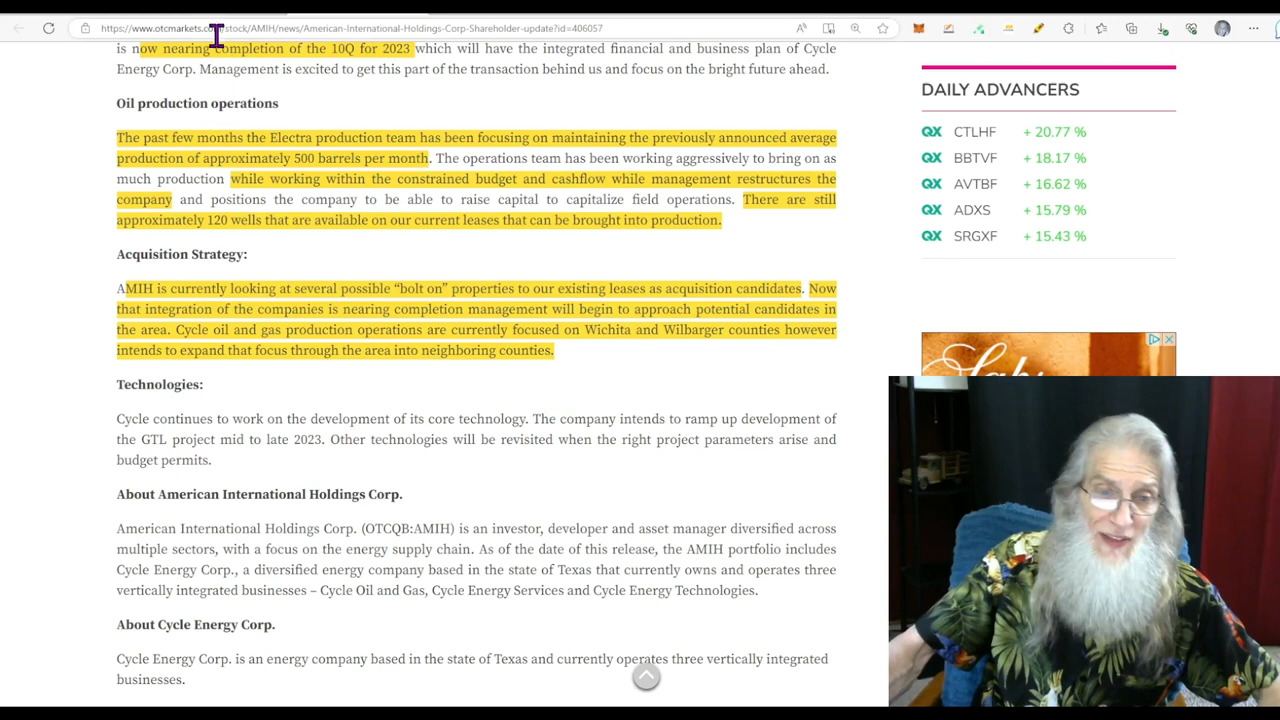 https://www.otcmarkets.com/stock/AMIH/news/American-International-Holdings-Corp-Shareholder-update?id=406057
is now nearing completion of the 10Q for 2023 which will have the integrated financial and business plan of Cycle
Energy Corp. Management is excited to get this part of the transaction behind us and focus on the bright future ahead.
Oil production operations
The past few months the Electra production team has been focusing on maintaining the previously announced average
production of approximately 500 barrels per month. The operations team has been working aggressively to bring on as
much production while working within the constrained budget and cashflow while management restructures the
company and positions the company to be able to raise capital to capitalize field operations. There are still
approximately 120 wells that are available on our current leases that can be brought into production.
Acquisition Strategy:
AMIH is currently looking at several possible “bolt on” properties to our existing leases as acquisition candidates. Now
that integration of the companies is nearing completion management will begin to approach potential candidates in
the area. Cycle oil and gas production operations are currently focused on Wichita and Wilbarger counties however
intends to expand that focus through the area into neighboring counties.
Technologies:
Cycle continues to work on the development of its core technology. The company intends to ramp up development of
the GTL project mid to late 2023. Other technologies will be revisited when the right project parameters arise and
budget permits.
About American International Holdings Corp.
American International Holdings Corp. (OTCQB:AMIH) is an investor, developer and asset manager diversified across
multiple sectors, with a focus on the energy supply chain. As of the date of this release, the AMIH portfolio includes
Cycle Energy Corp., a diversified energy company based in the state of Texas that currently owns and operates three
vertically integrated businesses – Cycle Oil and Gas, Cycle Energy Services and Cycle Energy Technologies.
About Cycle Energy Corp.
Cycle Energy Corp. is an energy company based in the state of Texas and currently operates three vertically integrated
businesses.
DAILY ADVANCERS
QX CTLHF + 20.77 %
QX BBTVF + 18.17 %
QX AVTBF + 16.62 %
QX ADXS + 15.79 %
QX SRGXF + 15.43 %